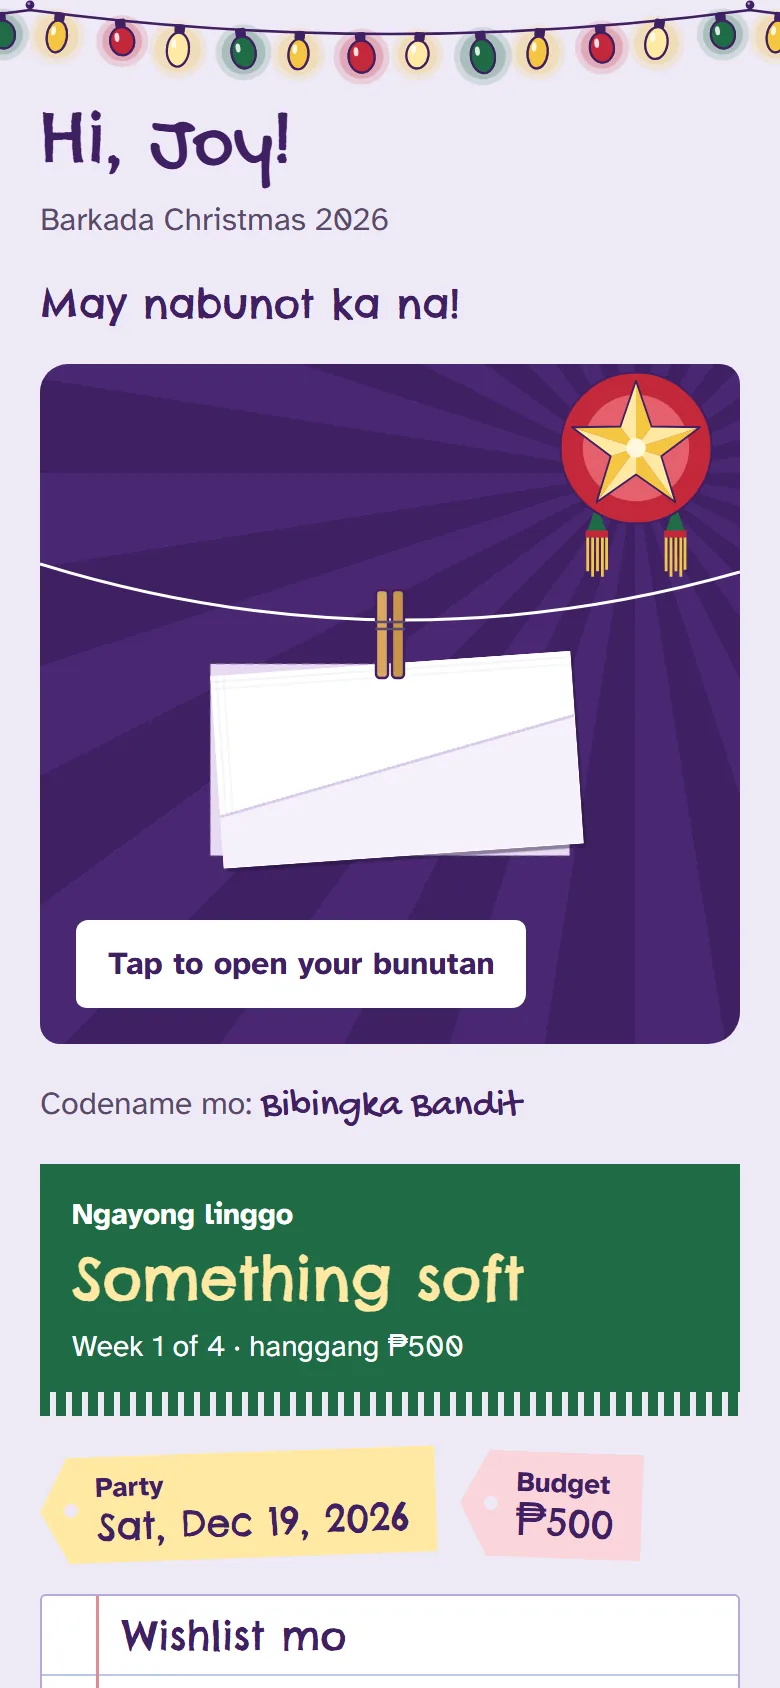 Hi, Joy!
Barkada Christmas 2026
May nabunot ka na!
Tap to open your bunutan
Codename mo: Bibingka Bandit
Ngayong linggo
Something soft
Week 1 of 4 · hanggang ₱500
Party
Sat, Dec 19, 2026
Budget
₱500
Wishlist mo